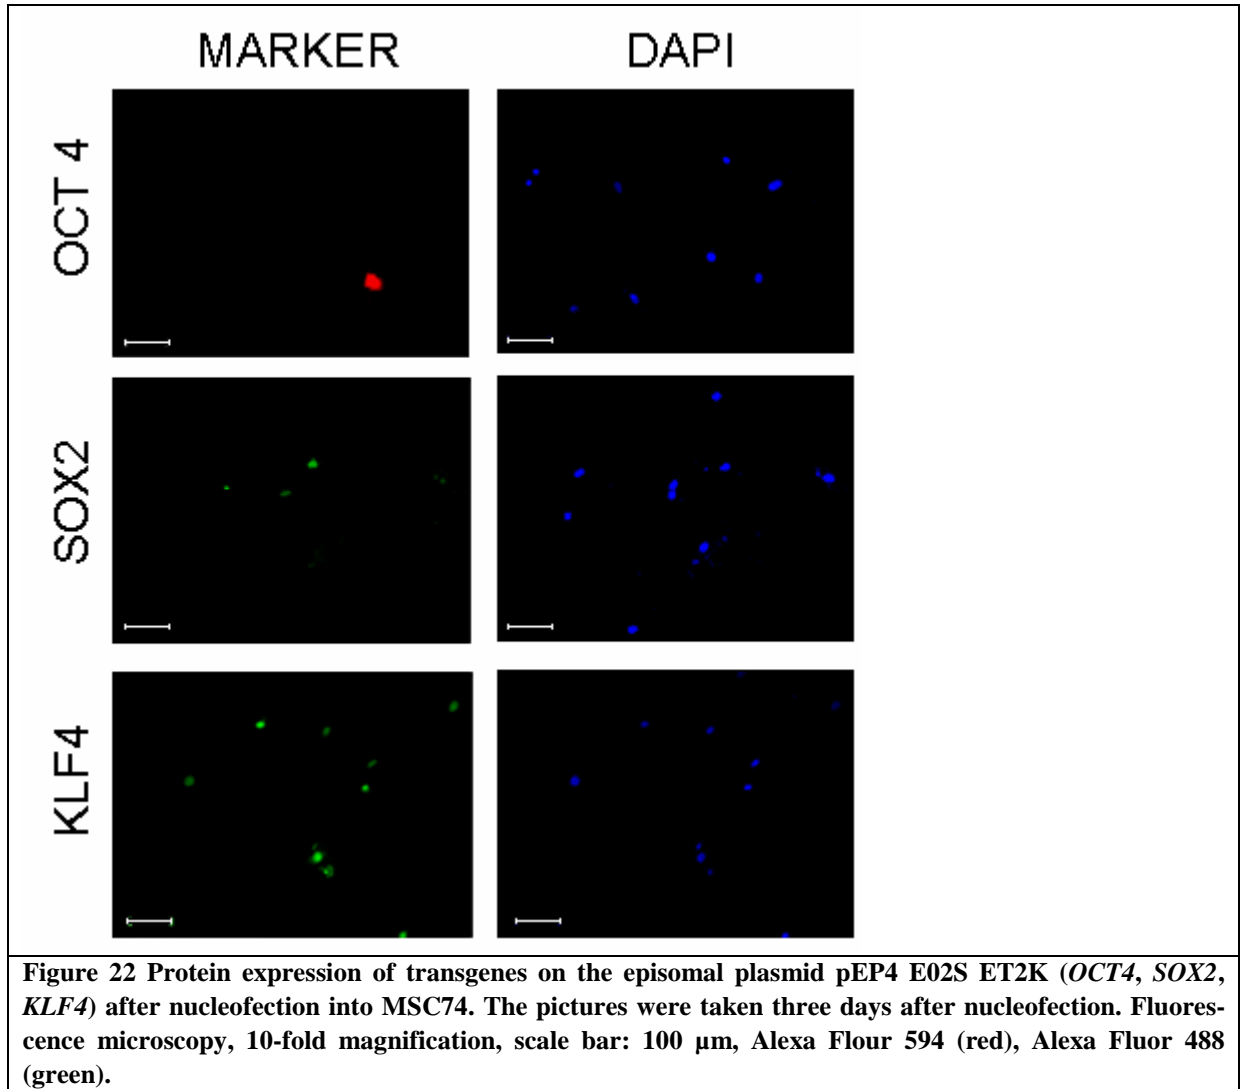 MARKER DAPI
OCT 4
SOX2
KLF4
Figure 22 Protein expression of transgenes on the episomal plasmid pEP4 E02S ET2K (OCT4, SOX2,
KLF4) after nucleofection into MSC74. The pictures were taken three days after nucleofection. Fluores-
cence microscopy, 10-fold magnification, scale bar: 100 µm, Alexa Flour 594 (red), Alexa Fluor 488
(green).